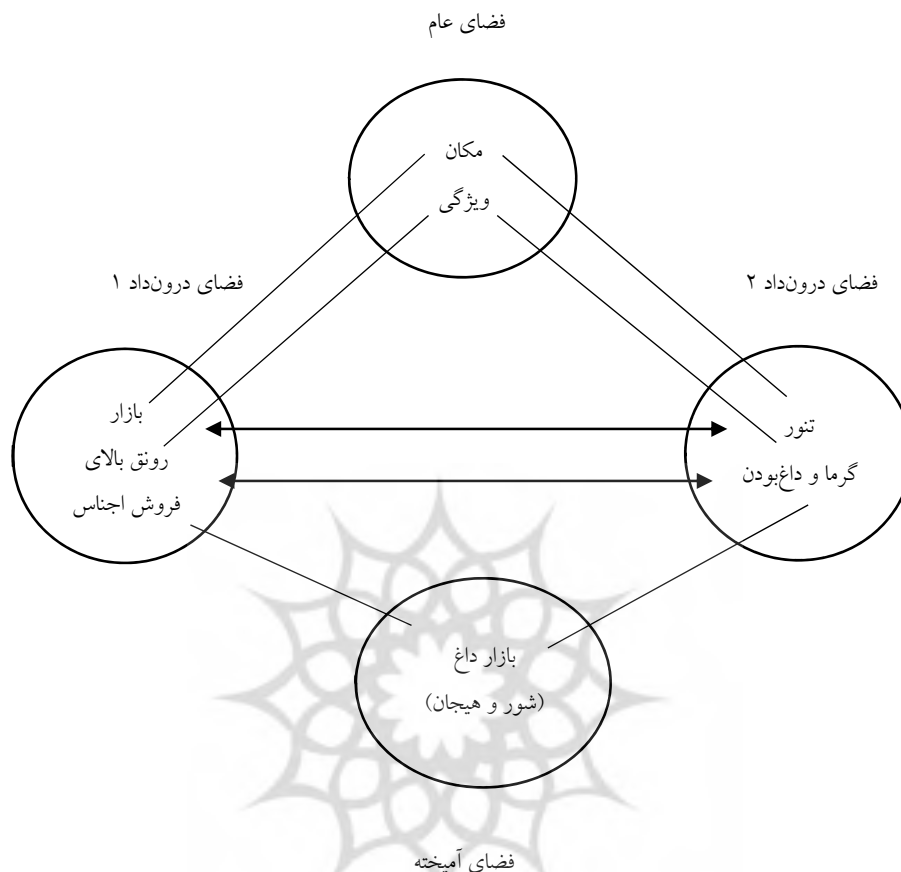 فضای عام
مکان
ویژگی
فضای درون‌داد ۱
فضای درون‌داد ۲
بازار
رونق بالای
فروش اجناس
تنور
گرما و داغ‌بودن
بازار داغ
(شور و هیجان)
فضای آمیخته